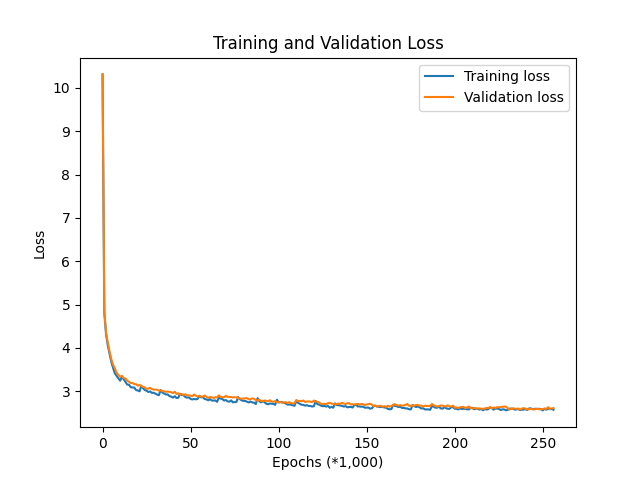 Training and Validation Loss
Training loss
Validation loss
10
9
8
7
6
5
4
3
Loss
0 50 100 150 200 250
Epochs (*1,000)